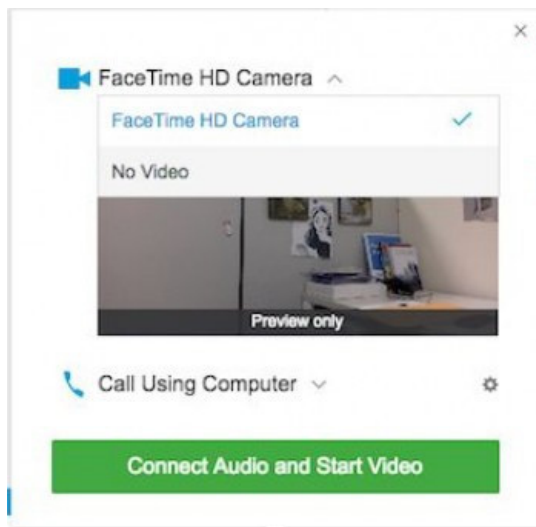 FaceTime HD Camera
FaceTime HD Camera
No Video
Preview only
Call Using Computer
Connect Audio and Start Video